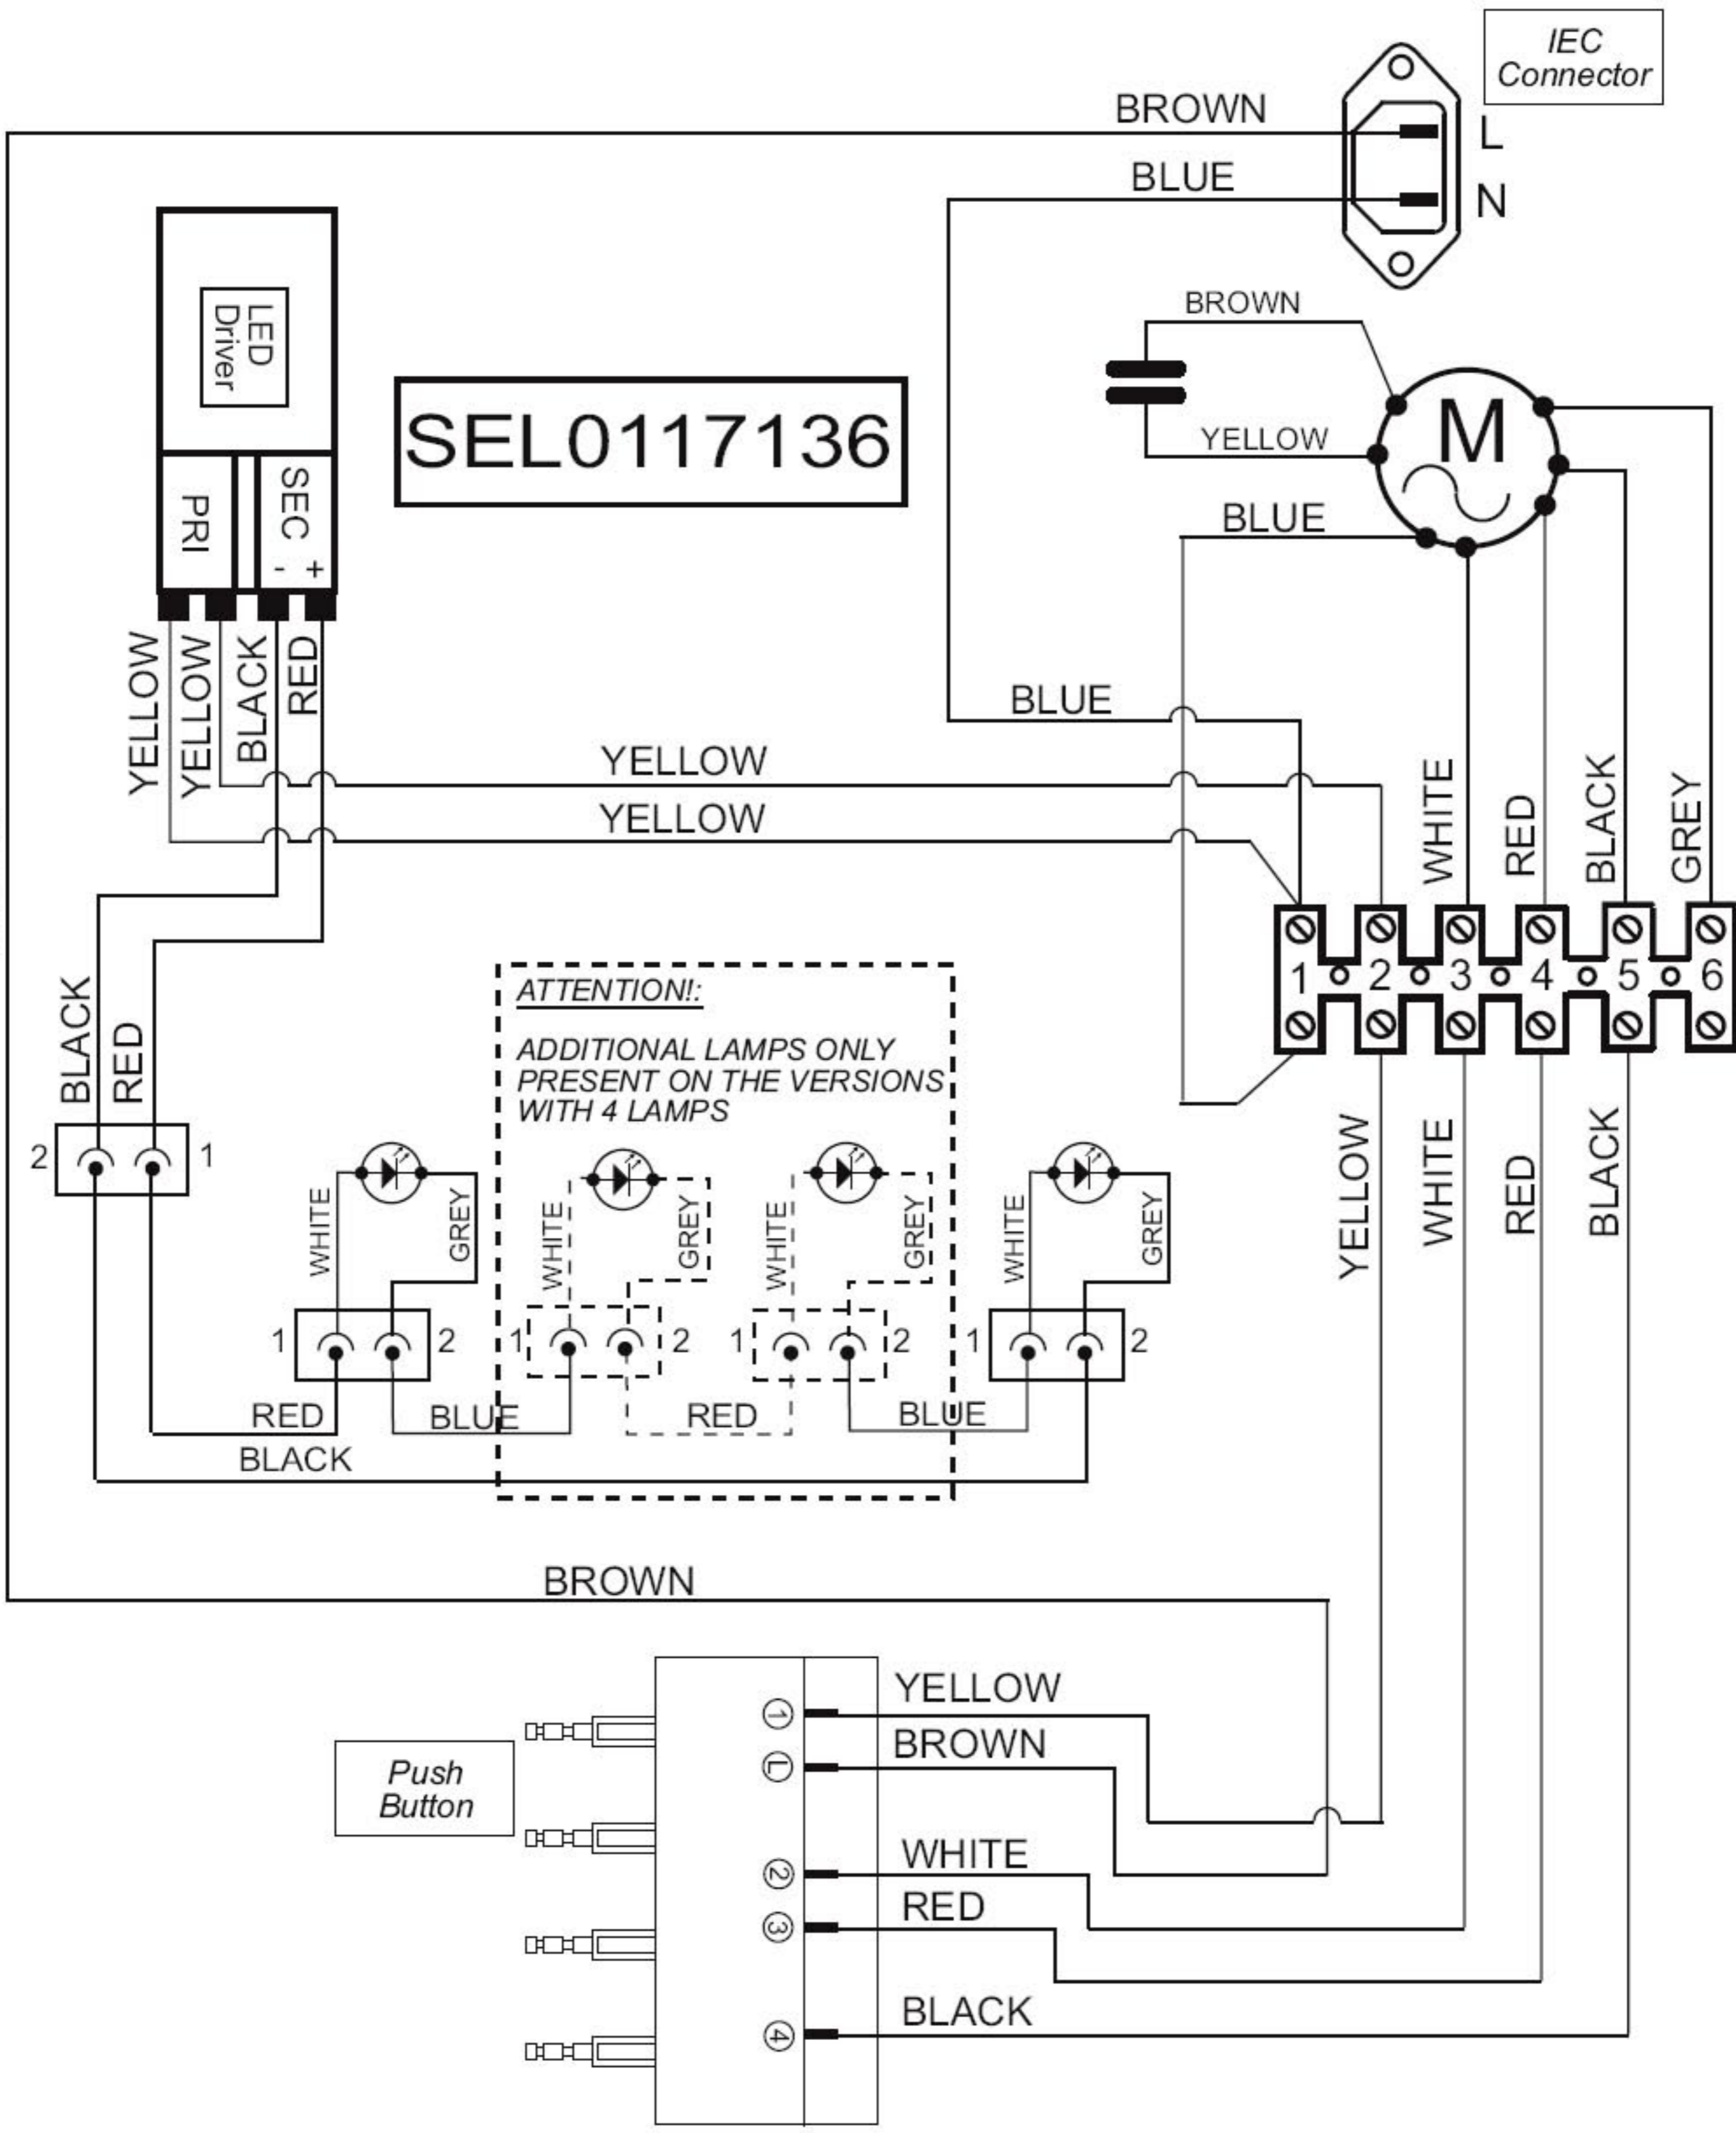 IEC
Connector
BROWN
L
BLUE
N
BROWN
LED
Driver
SEL0117136
M
YELLOW
BLUE
PRI
SEC
- +
YELLOW
YELLOW
BLACK
RED
BLUE
YELLOW
YELLOW
WHITE
RED
BLACK
GREY
1 2 3 4 5 6
BLACK
RED
ATTENTION!:
ADDITIONAL LAMPS ONLY
PRESENT ON THE VERSIONS
WITH 4 LAMPS
2 1
WHITE
GREY
WHITE
GREY
WHITE
GREY
WHITE
GREY
YELLOW
WHITE
RED
BLACK
1 2 1 2 1 2 1 2
RED
BLUE
RED
BLUE
BLACK
BROWN
YELLOW
1
BROWN
L
Push
Button
WHITE
2
RED
3
BLACK
4